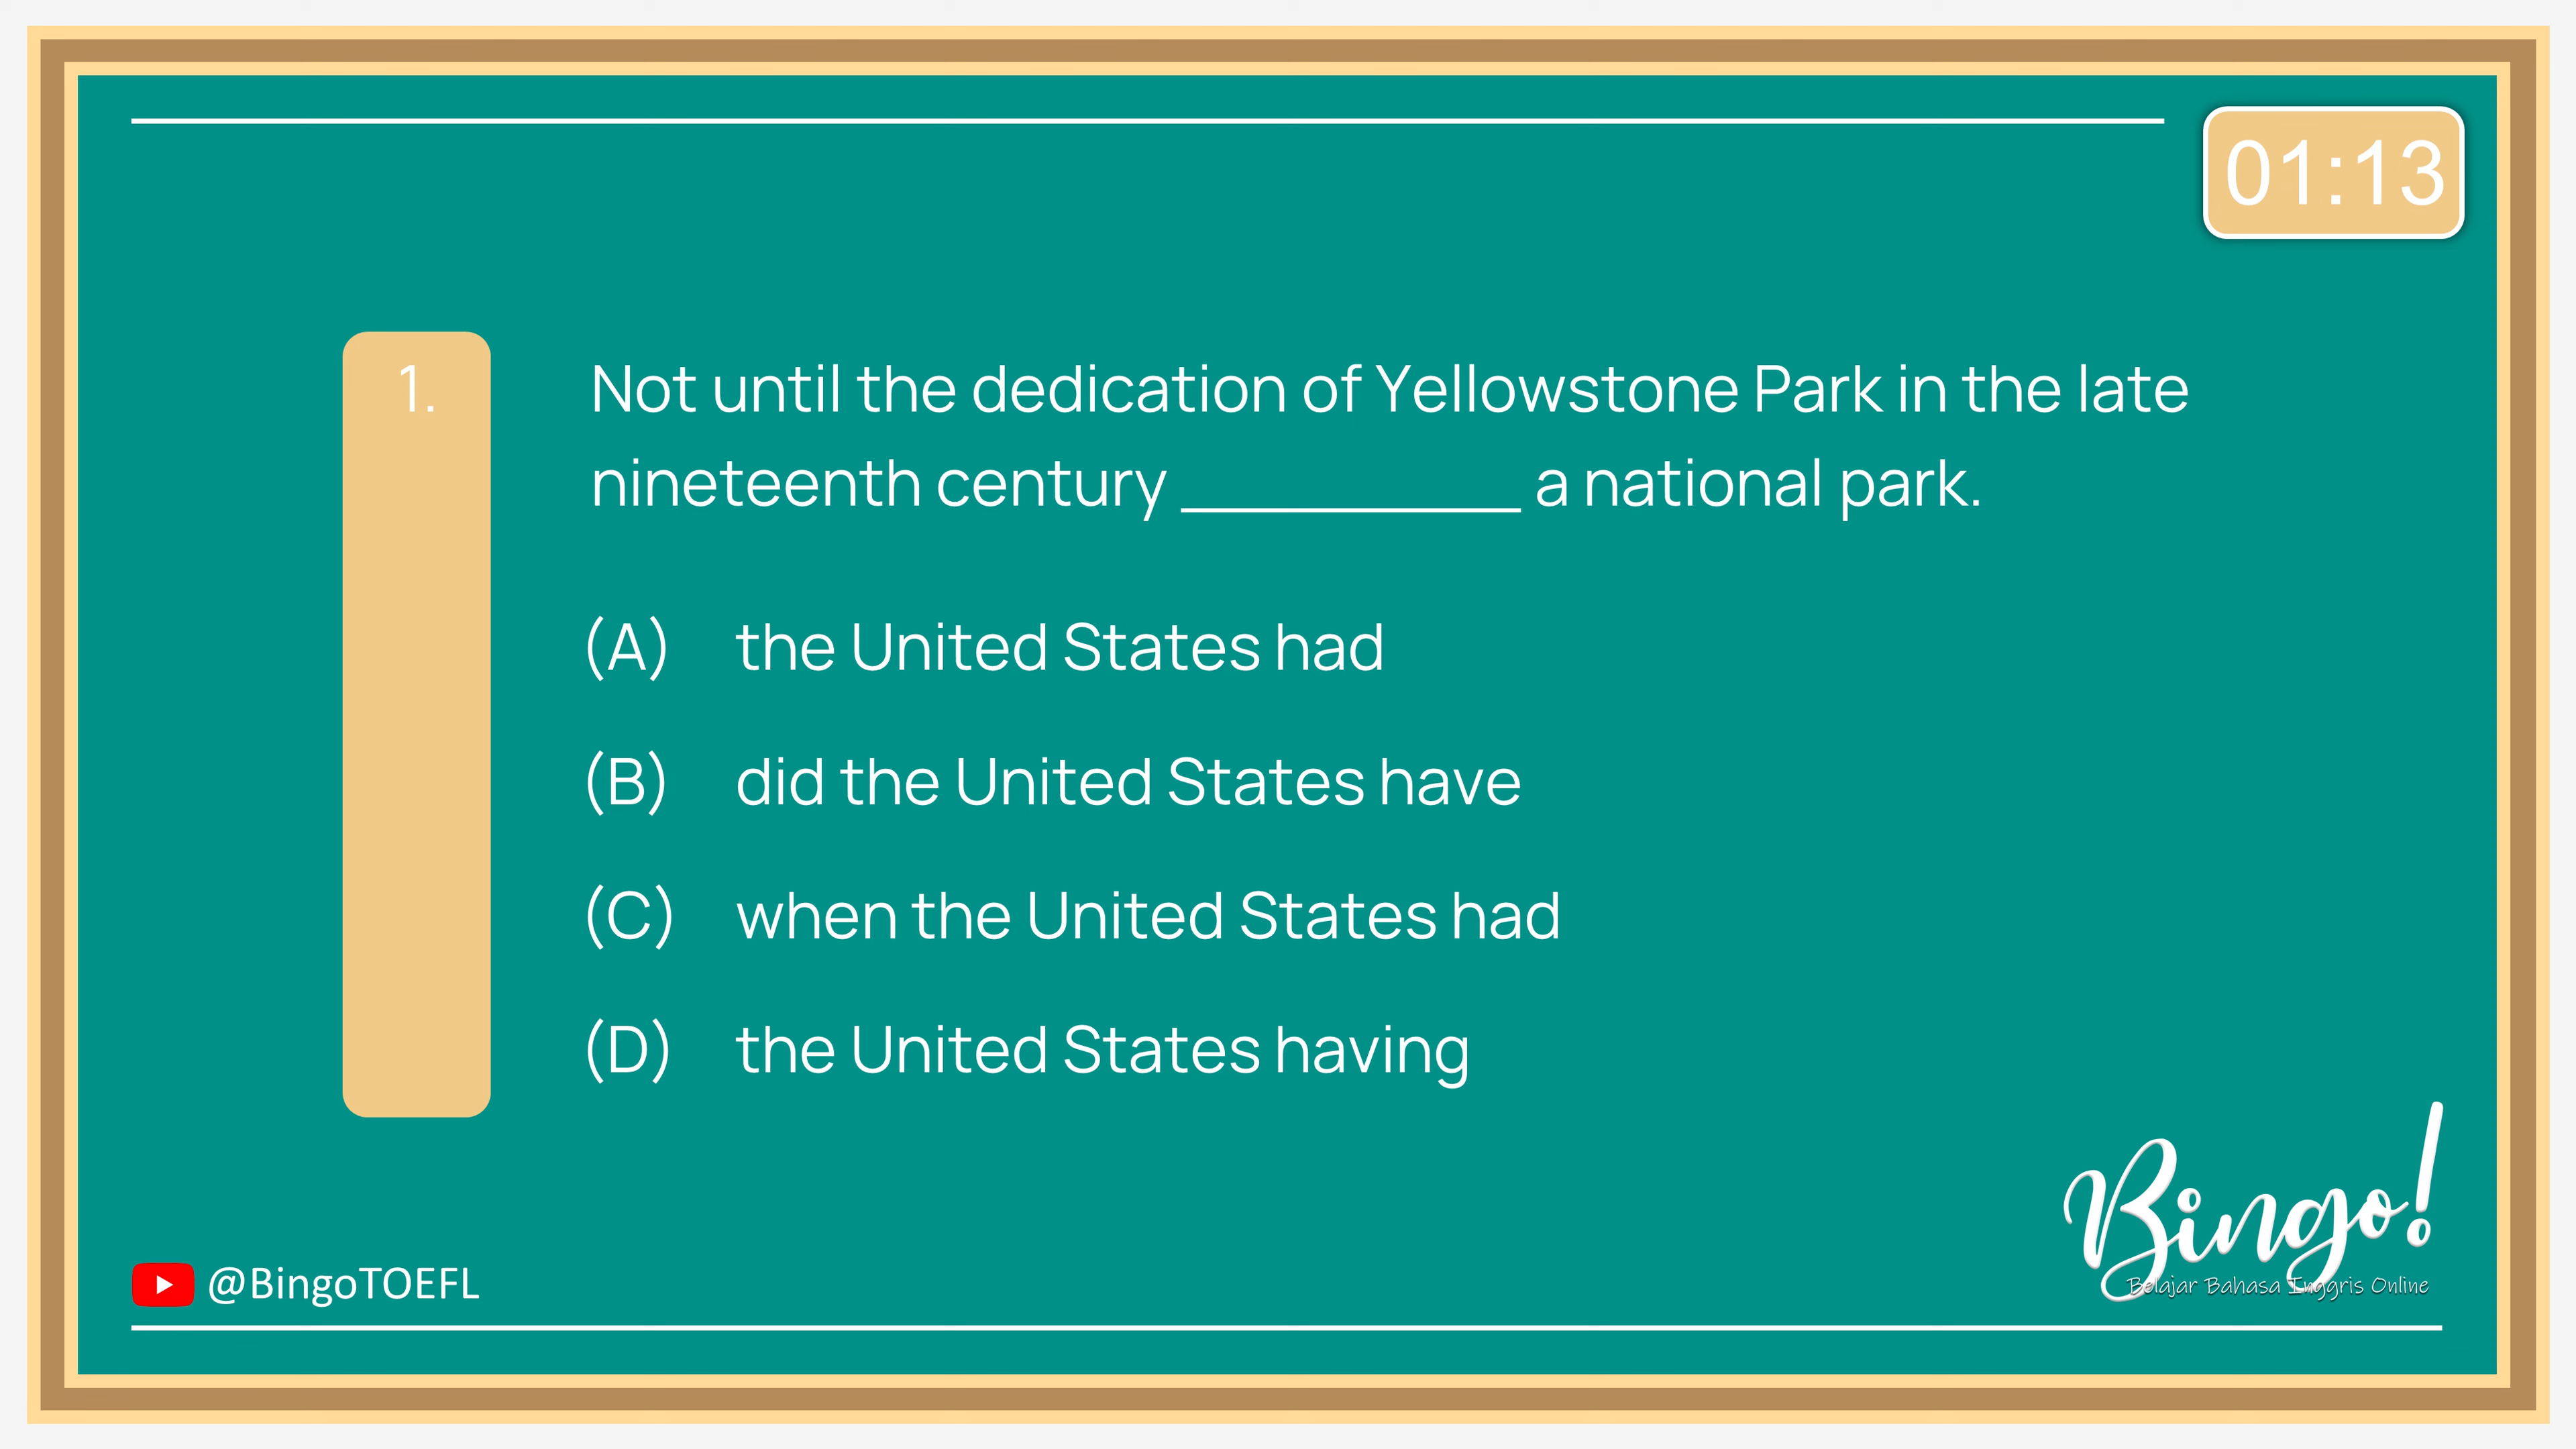 01:13
1.
Not until the dedication of Yellowstone Park in the late
nineteenth century __________ a national park.
(A) the United States had
(B) did the United States have
(C) when the United States had
(D) the United States having
Bingo!
Belajar Bahasa Inggris Online
@BingoTOEFL